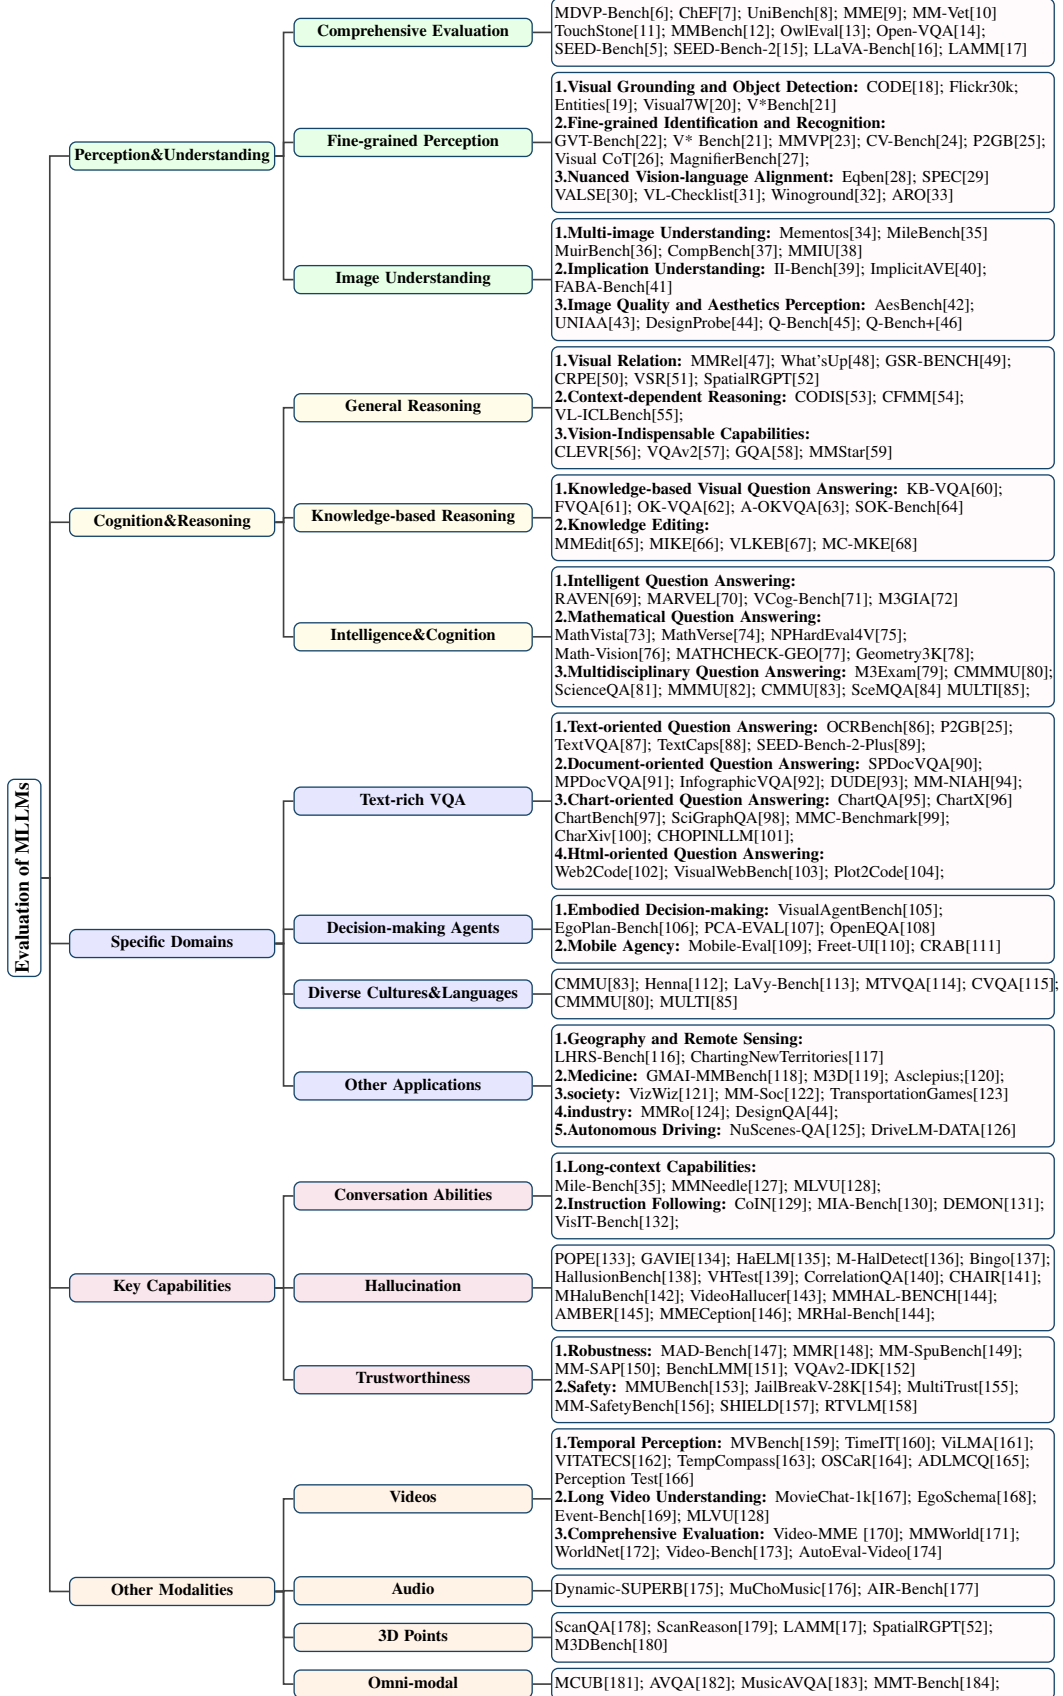 Evaluation of MLLMs
Perception&Understanding
Comprehensive Evaluation
MDVP-Bench[6]; ChEF[7]; UniBench[8]; MME[9]; MM-Vet[10]
TouchStone[11]; MMBench[12]; OwlEval[13]; Open-VQA[14];
SEED-Bench[5]; SEED-Bench-2[15]; LLaVA-Bench[16]; LAMM[17]
Fine-grained Perception
1.Visual Grounding and Object Detection: CODE[18]; Flickr30k;
Entities[19]; Visual7W[20]; V*Bench[21]
2.Fine-grained Identification and Recognition:
GVT-Bench[22]; V* Bench[21]; MMVP[23]; CV-Bench[24]; P2GB[25];
Visual CoT[26]; MagnifierBench[27];
3.Nuanced Vision-language Alignment: Eqben[28]; SPEC[29]
VALSE[30]; VL-Checklist[31]; Winoground[32]; ARO[33]
Image Understanding
1.Multi-image Understanding: Mementos[34]; MileBench[35]
MuirBench[36]; CompBench[37]; MMIU[38]
2.Implication Understanding: II-Bench[39]; ImplicitAVE[40];
FABA-Bench[41]
3.Image Quality and Aesthetics Perception: AesBench[42];
UNIAA[43]; DesignProbe[44]; Q-Bench[45]; Q-Bench+[46]
Cognition&Reasoning
General Reasoning
1.Visual Relation: MMRel[47]; What'sUp[48]; GSR-BENCH[49];
CRPE[50]; VSR[51]; SpatialRGPT[52]
2.Context-dependent Reasoning: CODIS[53]; CFMM[54];
VL-ICLBench[55];
3.Vision-Indispensable Capabilities:
CLEVR[56]; VQAv2[57]; GQA[58]; MMStar[59]
Knowledge-based Reasoning
1.Knowledge-based Visual Question Answering: KB-VQA[60];
FVQA[61]; OK-VQA[62]; A-OKVQA[63]; SOK-Bench[64]
2.Knowledge Editing:
MMEdit[65]; MIKE[66]; VLKEB[67]; MC-MKE[68]
Intelligence&Cognition
1.Intelligent Question Answering:
RAVEN[69]; MARVEL[70]; VCog-Bench[71]; M3GIA[72]
2.Mathematical Question Answering:
MathVista[73]; MathVerse[74]; NPHardEval4V[75];
Math-Vision[76]; MATHCHECK-GEO[77]; Geometry3K[78];
3.Multidisciplinary Question Answering: M3Exam[79]; CMMMU[80];
ScienceQA[81]; MMMU[82]; CMMU[83]; SceMQA[84] MULTI[85];
Specific Domains
Text-rich VQA
1.Text-oriented Question Answering: OCRBench[86]; P2GB[25];
TextVQA[87]; TextCaps[88]; SEED-Bench-2-Plus[89];
2.Document-oriented Question Answering: SPDocVQA[90];
MPDocVQA[91]; InfographicVQA[92]; DUDE[93]; MM-NIAH[94];
3.Chart-oriented Question Answering: ChartQA[95]; ChartX[96]
ChartBench[97]; SciGraphQA[98]; MMC-Benchmark[99];
CharXiv[100]; CHOPINLLM[101];
4.Html-oriented Question Answering:
Web2Code[102]; VisualWebBench[103]; Plot2Code[104];
Decision-making Agents
1.Embodied Decision-making: VisualAgentBench[105];
EgoPlan-Bench[106]; PCA-EVAL[107]; OpenEQA[108]
2.Mobile Agency: Mobile-Eval[109]; Freet-UI[110]; CRAB[111]
Diverse Cultures&Languages
CMMU[83]; Henna[112]; LaVy-Bench[113]; MTVQA[114]; CVQA[115];
CMMMU[80]; MULTI[85]
Other Applications
1.Geography and Remote Sensing:
LHRS-Bench[116]; ChartingNewTerritories[117]
2.Medicine: GMAI-MMBench[118]; M3D[119]; Asclepius;[120];
3.society: VizWiz[121]; MM-Soc[122]; TransportationGames[123]
4.industry: MMRo[124]; DesignQA[44];
5.Autonomous Driving: NuScenes-QA[125]; DriveLM-DATA[126]
Key Capabilities
Conversation Abilities
1.Long-context Capabilities:
Mile-Bench[35]; MMNeedle[127]; MLVU[128];
2.Instruction Following: CoIN[129]; MIA-Bench[130]; DEMON[131];
VisIT-Bench[132];
Hallucination
POPE[133]; GAVIE[134]; HaELM[135]; M-HalDetect[136]; Bingo[137];
HallusionBench[138]; VHTest[139]; CorrelationQA[140]; CHAIR[141];
MHaluBench[142]; VideoHallucer[143]; MMHAL-BENCH[144];
AMBER[145]; MMECeption[146]; MRHal-Bench[144];
Trustworthiness
1.Robustness: MAD-Bench[147]; MMR[148]; MM-SpuBench[149];
MM-SAP[150]; BenchLMM[151]; VQAv2-IDK[152]
2.Safety: MMUBench[153]; JailBreakV-28K[154]; MultiTrust[155];
MM-SafetyBench[156]; SHIELD[157]; RTVLM[158]
Other Modalities
Videos
1.Temporal Perception: MVBench[159]; TimeIT[160]; ViLMA[161];
VITATECS[162]; TempCompass[163]; OSCaR[164]; ADLMCQ[165];
Perception Test[166]
2.Long Video Understanding: MovieChat-1k[167]; EgoSchema[168];
Event-Bench[169]; MLVU[128]
3.Comprehensive Evaluation: Video-MME [170]; MMWorld[171];
WorldNet[172]; Video-Bench[173]; AutoEval-Video[174]
Audio
Dynamic-SUPERB[175]; MuChoMusic[176]; AIR-Bench[177]
3D Points
ScanQA[178]; ScanReason[179]; LAMM[17]; SpatialRGPT[52];
M3DBench[180]
Omni-modal
MCUB[181]; AVQA[182]; MusicAVQA[183]; MMT-Bench[184];